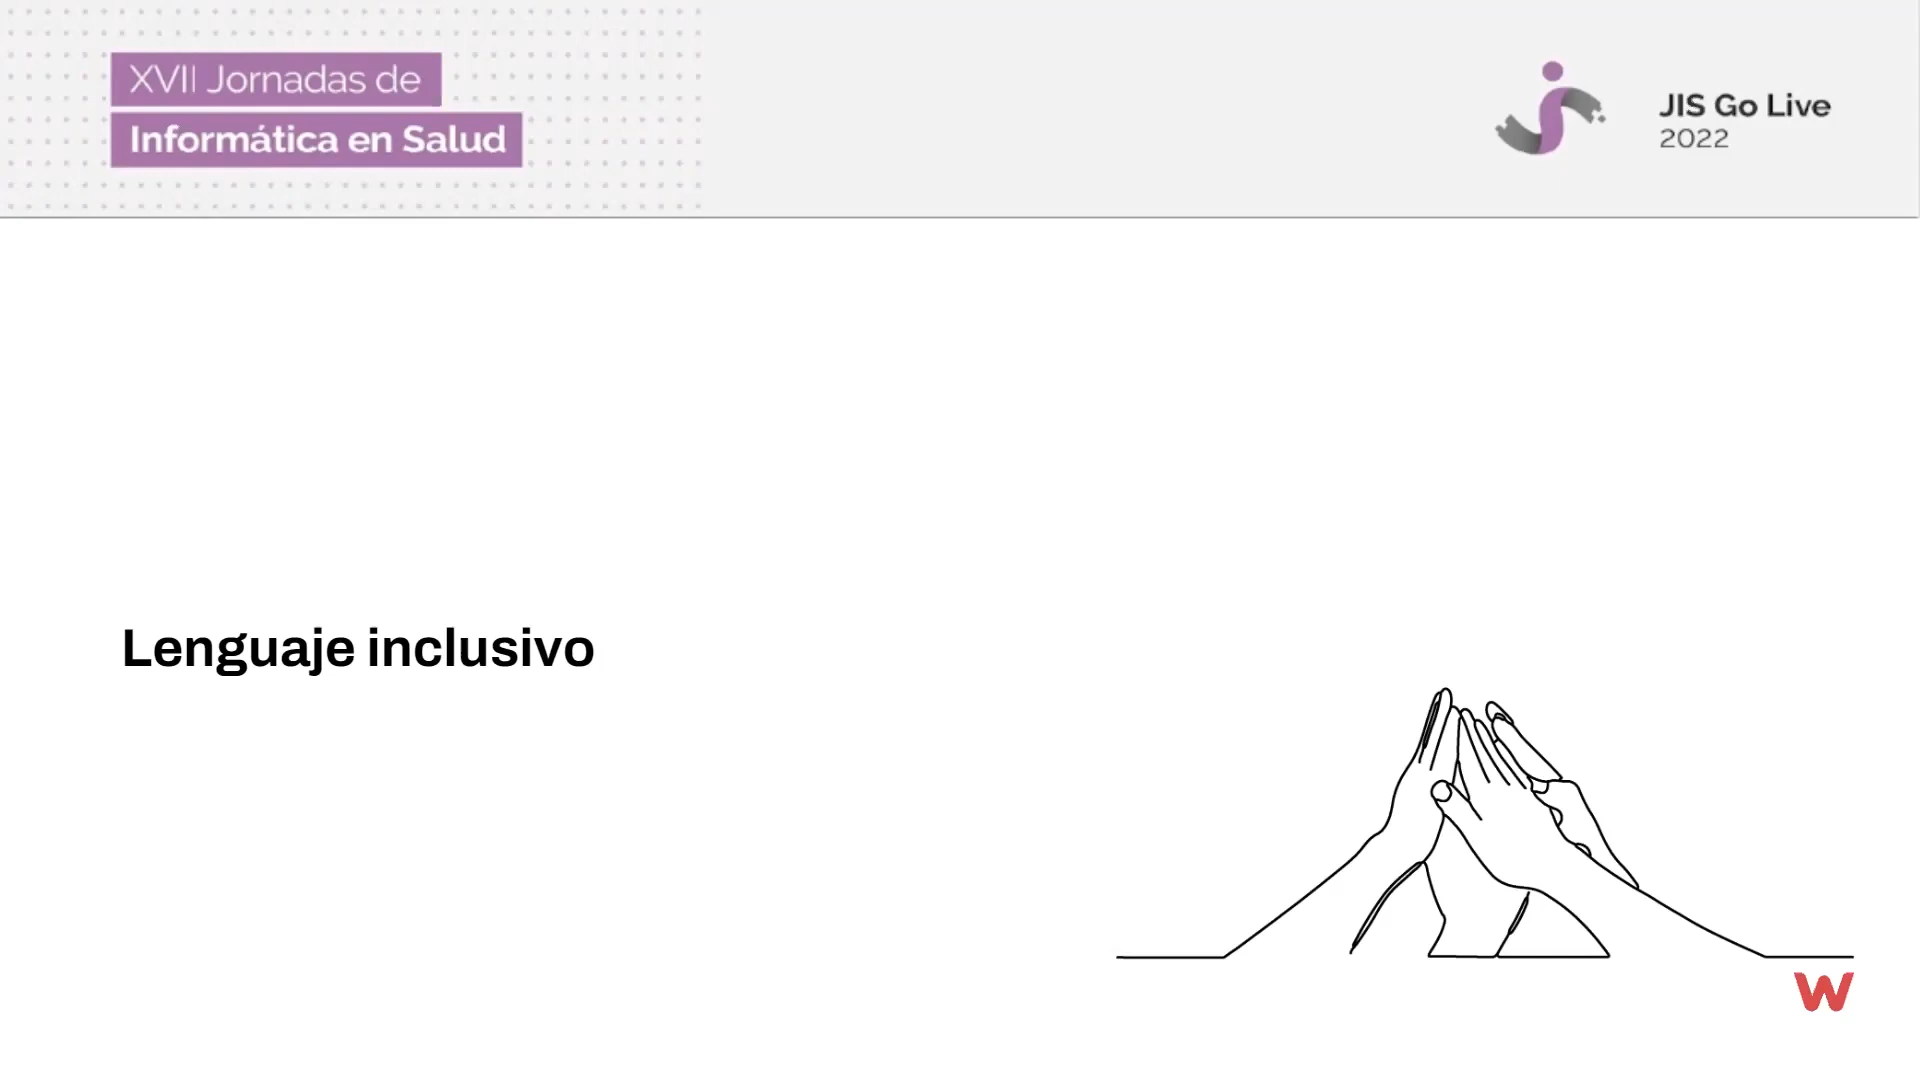 XVII Jornadas de
Informática en Salud
JIS Go Live
2022
Lenguaje inclusivo
W